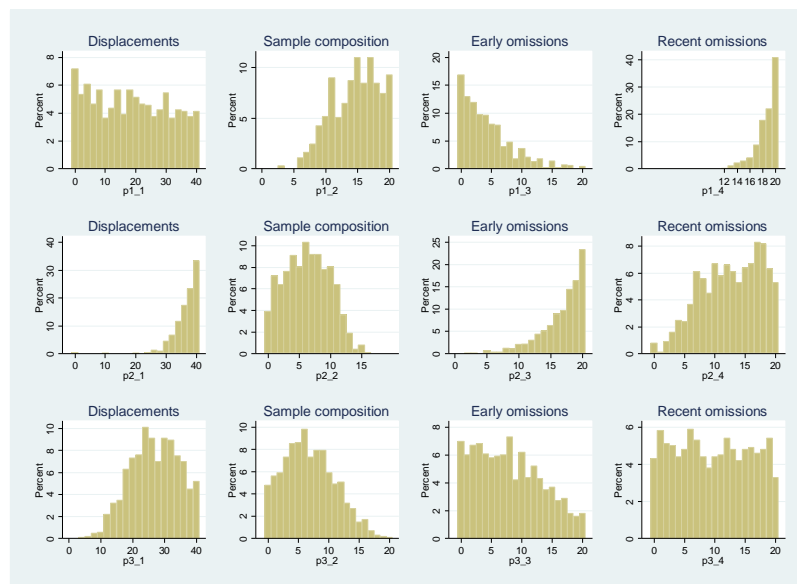 Displacements Sample composition Early omissions Recent omissions
Percent 0 2 4 6 8 0 10 20 30 40 p1_1
Percent 0 5 10 0 5 10 15 20 p1_2
Percent 0 5 10 15 20 0 5 10 15 20 p1_3
Percent 0 10 20 30 40 12 14 16 18 20 p1_4
Displacements Sample composition Early omissions Recent omissions
Percent 0 10 20 30 40 0 10 20 30 40 p2_1
Percent 0 2 4 6 8 10 0 5 10 15 p2_2
Percent 0 5 10 15 20 25 0 5 10 15 20 p2_3
Percent 0 2 4 6 8 0 5 10 15 20 p2_4
Displacements Sample composition Early omissions Recent omissions
Percent 0 2 4 6 8 10 0 10 20 30 40 p3_1
Percent 0 2 4 6 8 10 0 5 10 15 20 p3_2
Percent 0 2 4 6 8 0 5 10 15 20 p3_3
Percent 0 2 4 6 8 0 5 10 15 20 p3_4